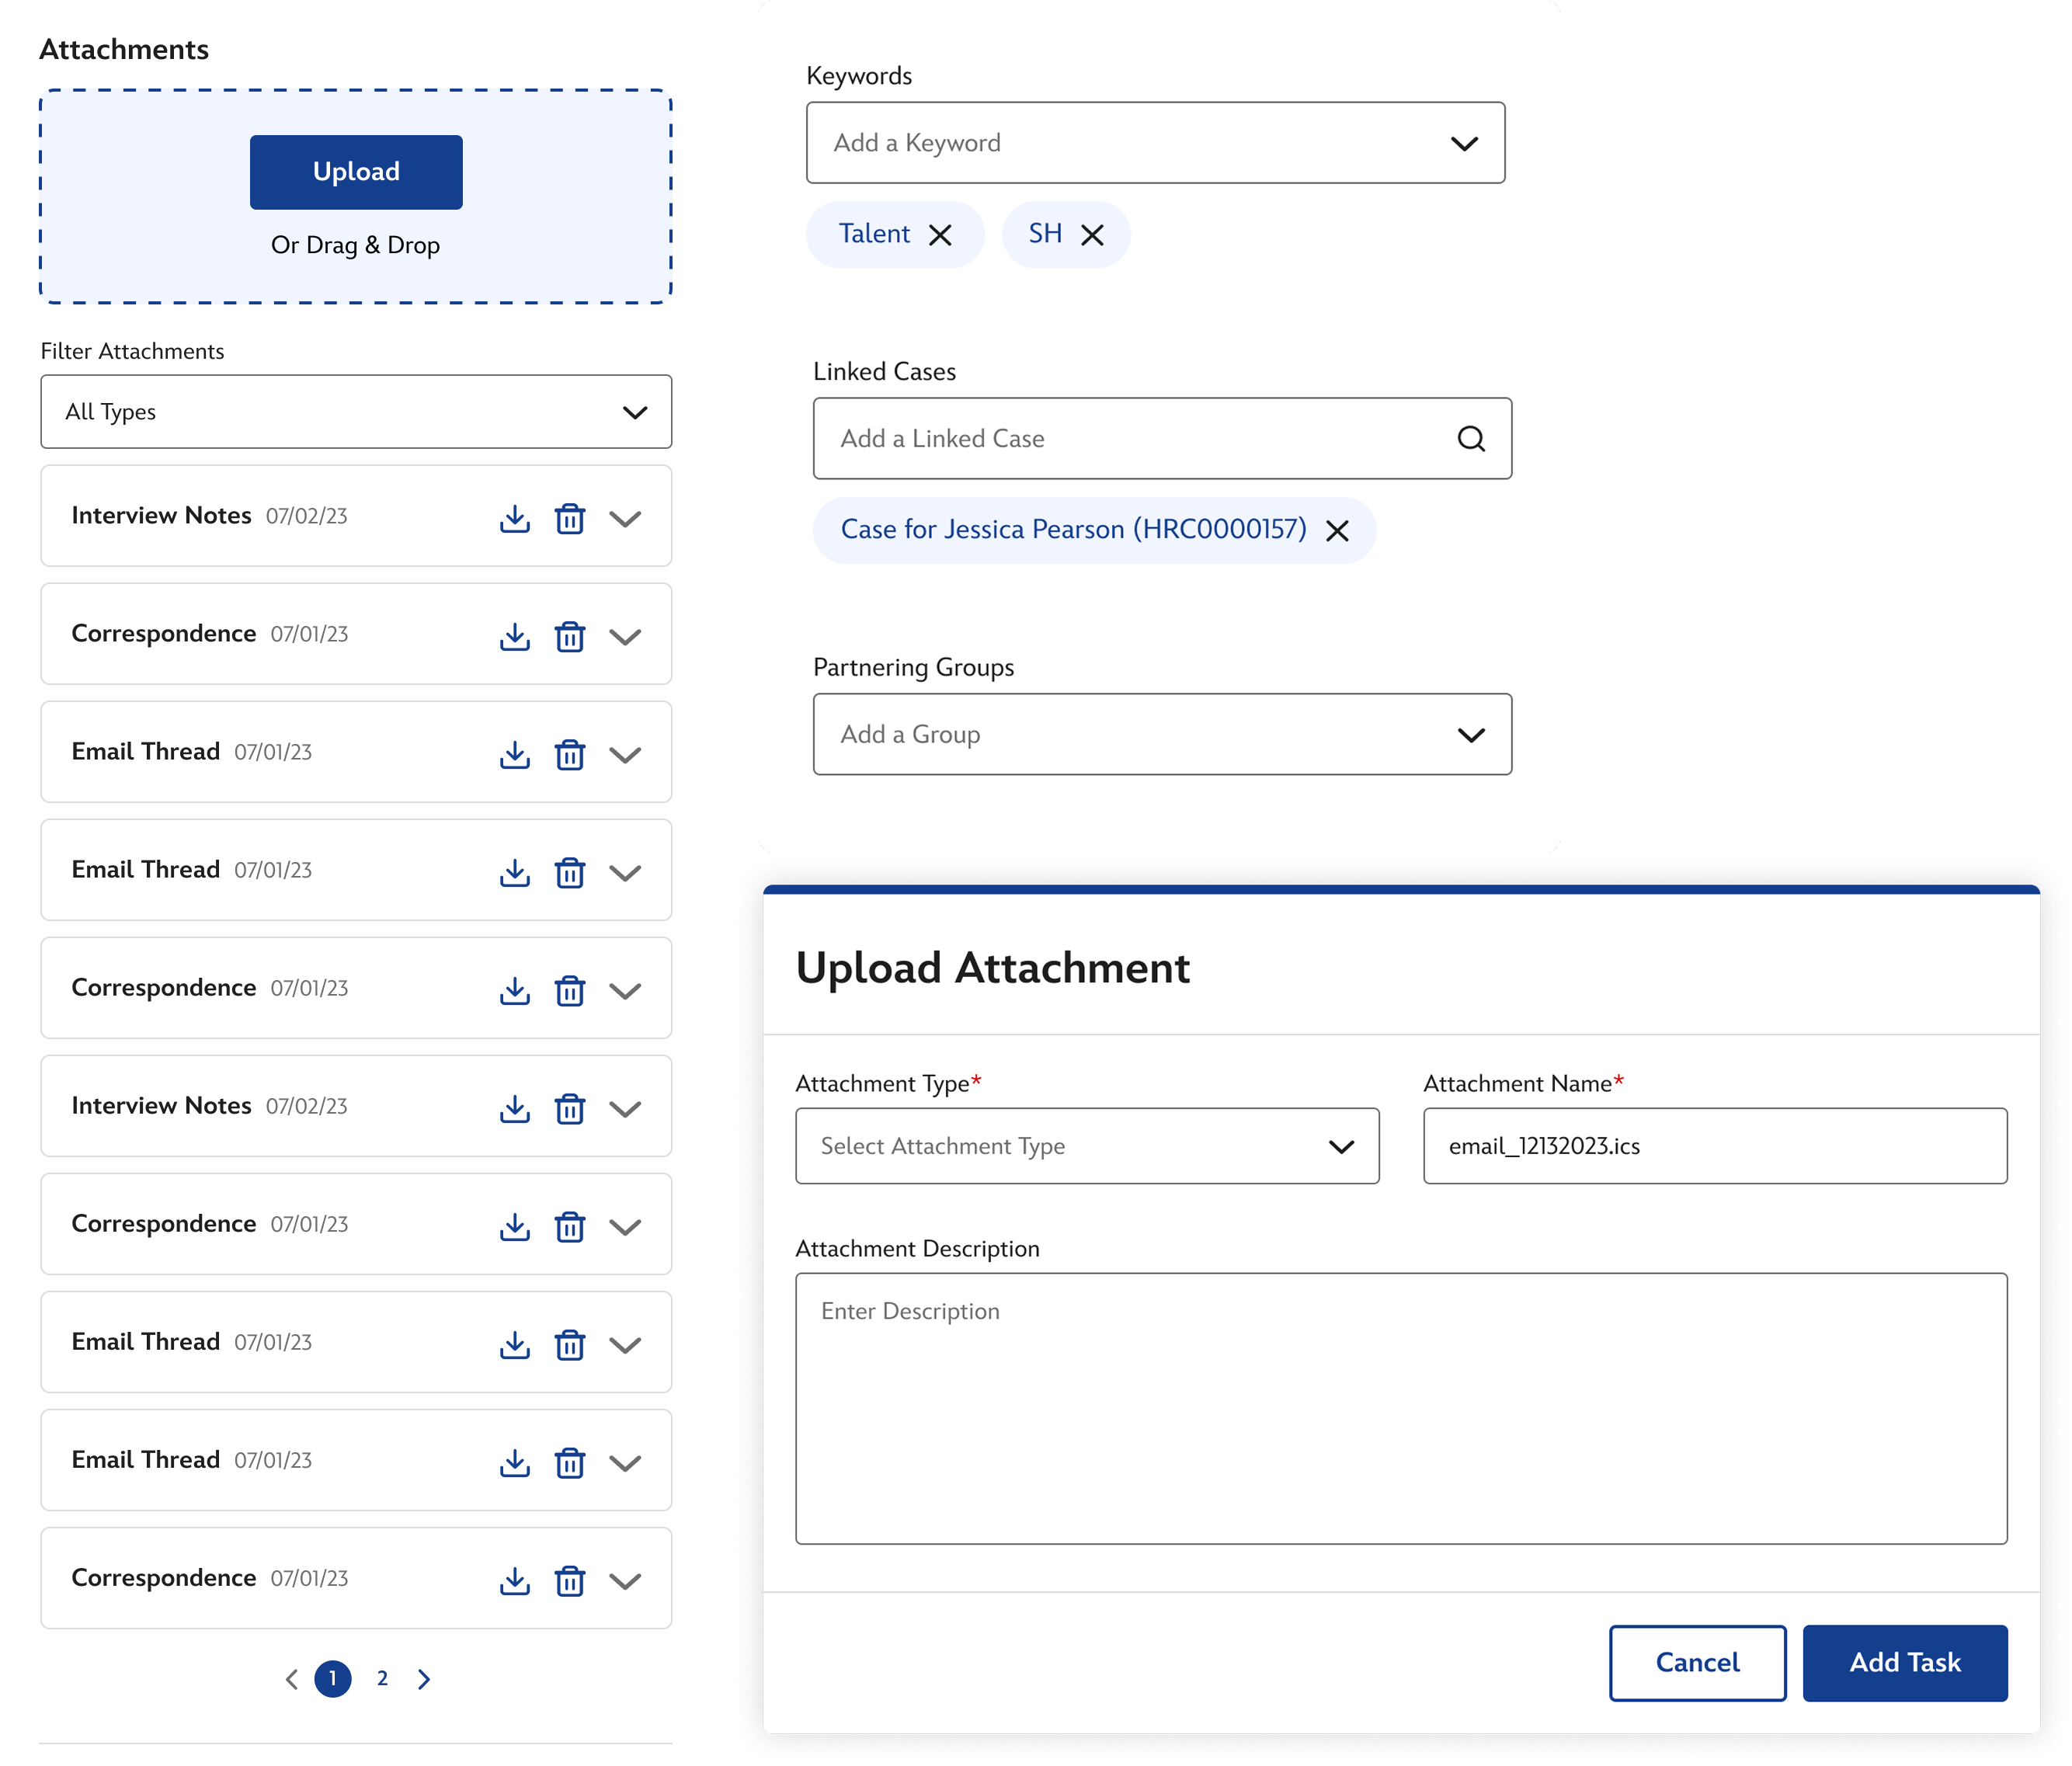 Attachments
Upload
Or Drag & Drop
Filter Attachments
All Types
Interview Notes 07/02/23
Correspondence 07/01/23
Email Thread 07/01/23
Email Thread 07/01/23
Correspondence 07/01/23
Interview Notes 07/02/23
Correspondence 07/01/23
Email Thread 07/01/23
Email Thread 07/01/23
Correspondence 07/01/23
1 2
Keywords
Add a Keyword
Talent SH
Linked Cases
Add a Linked Case
Case for Jessica Pearson (HRC0000157)
Partnering Groups
Add a Group
Upload Attachment
Attachment Type* Attachment Name*
Select Attachment Type email_12132023.ics
Attachment Description
Enter Description
Cancel Add Task